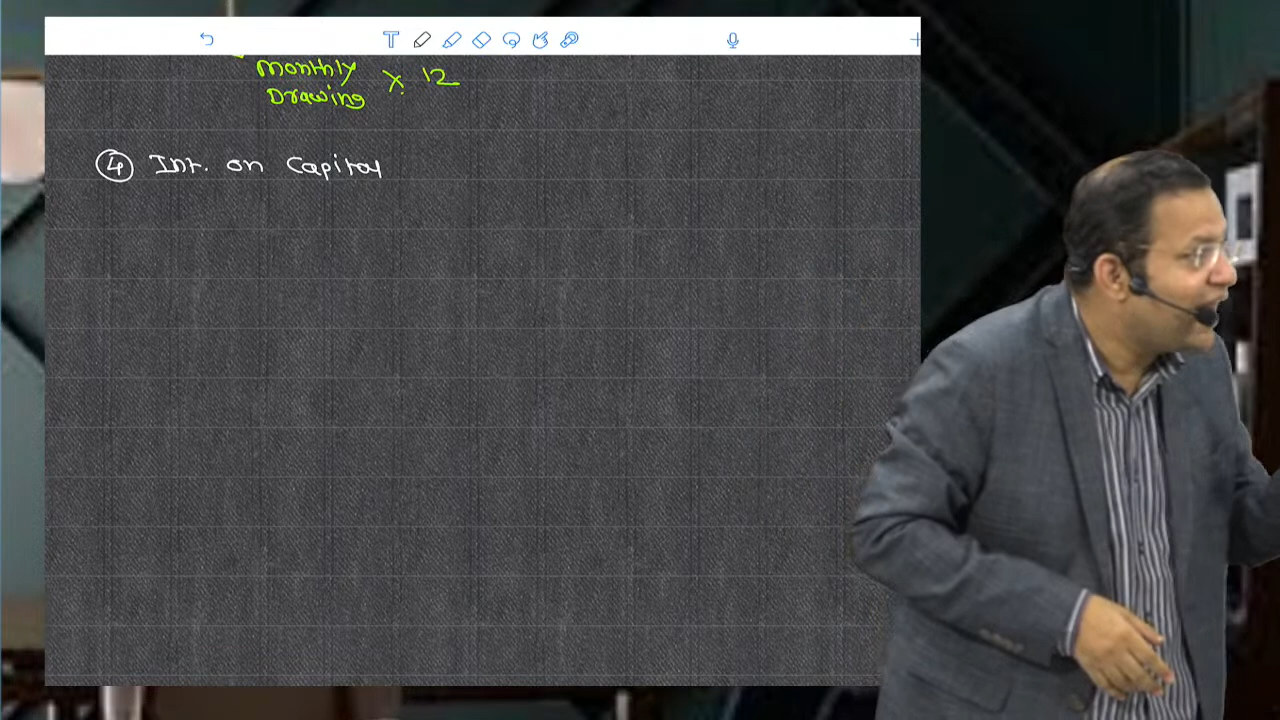 Monthly
Drawing × 12
④ Int. on Capital